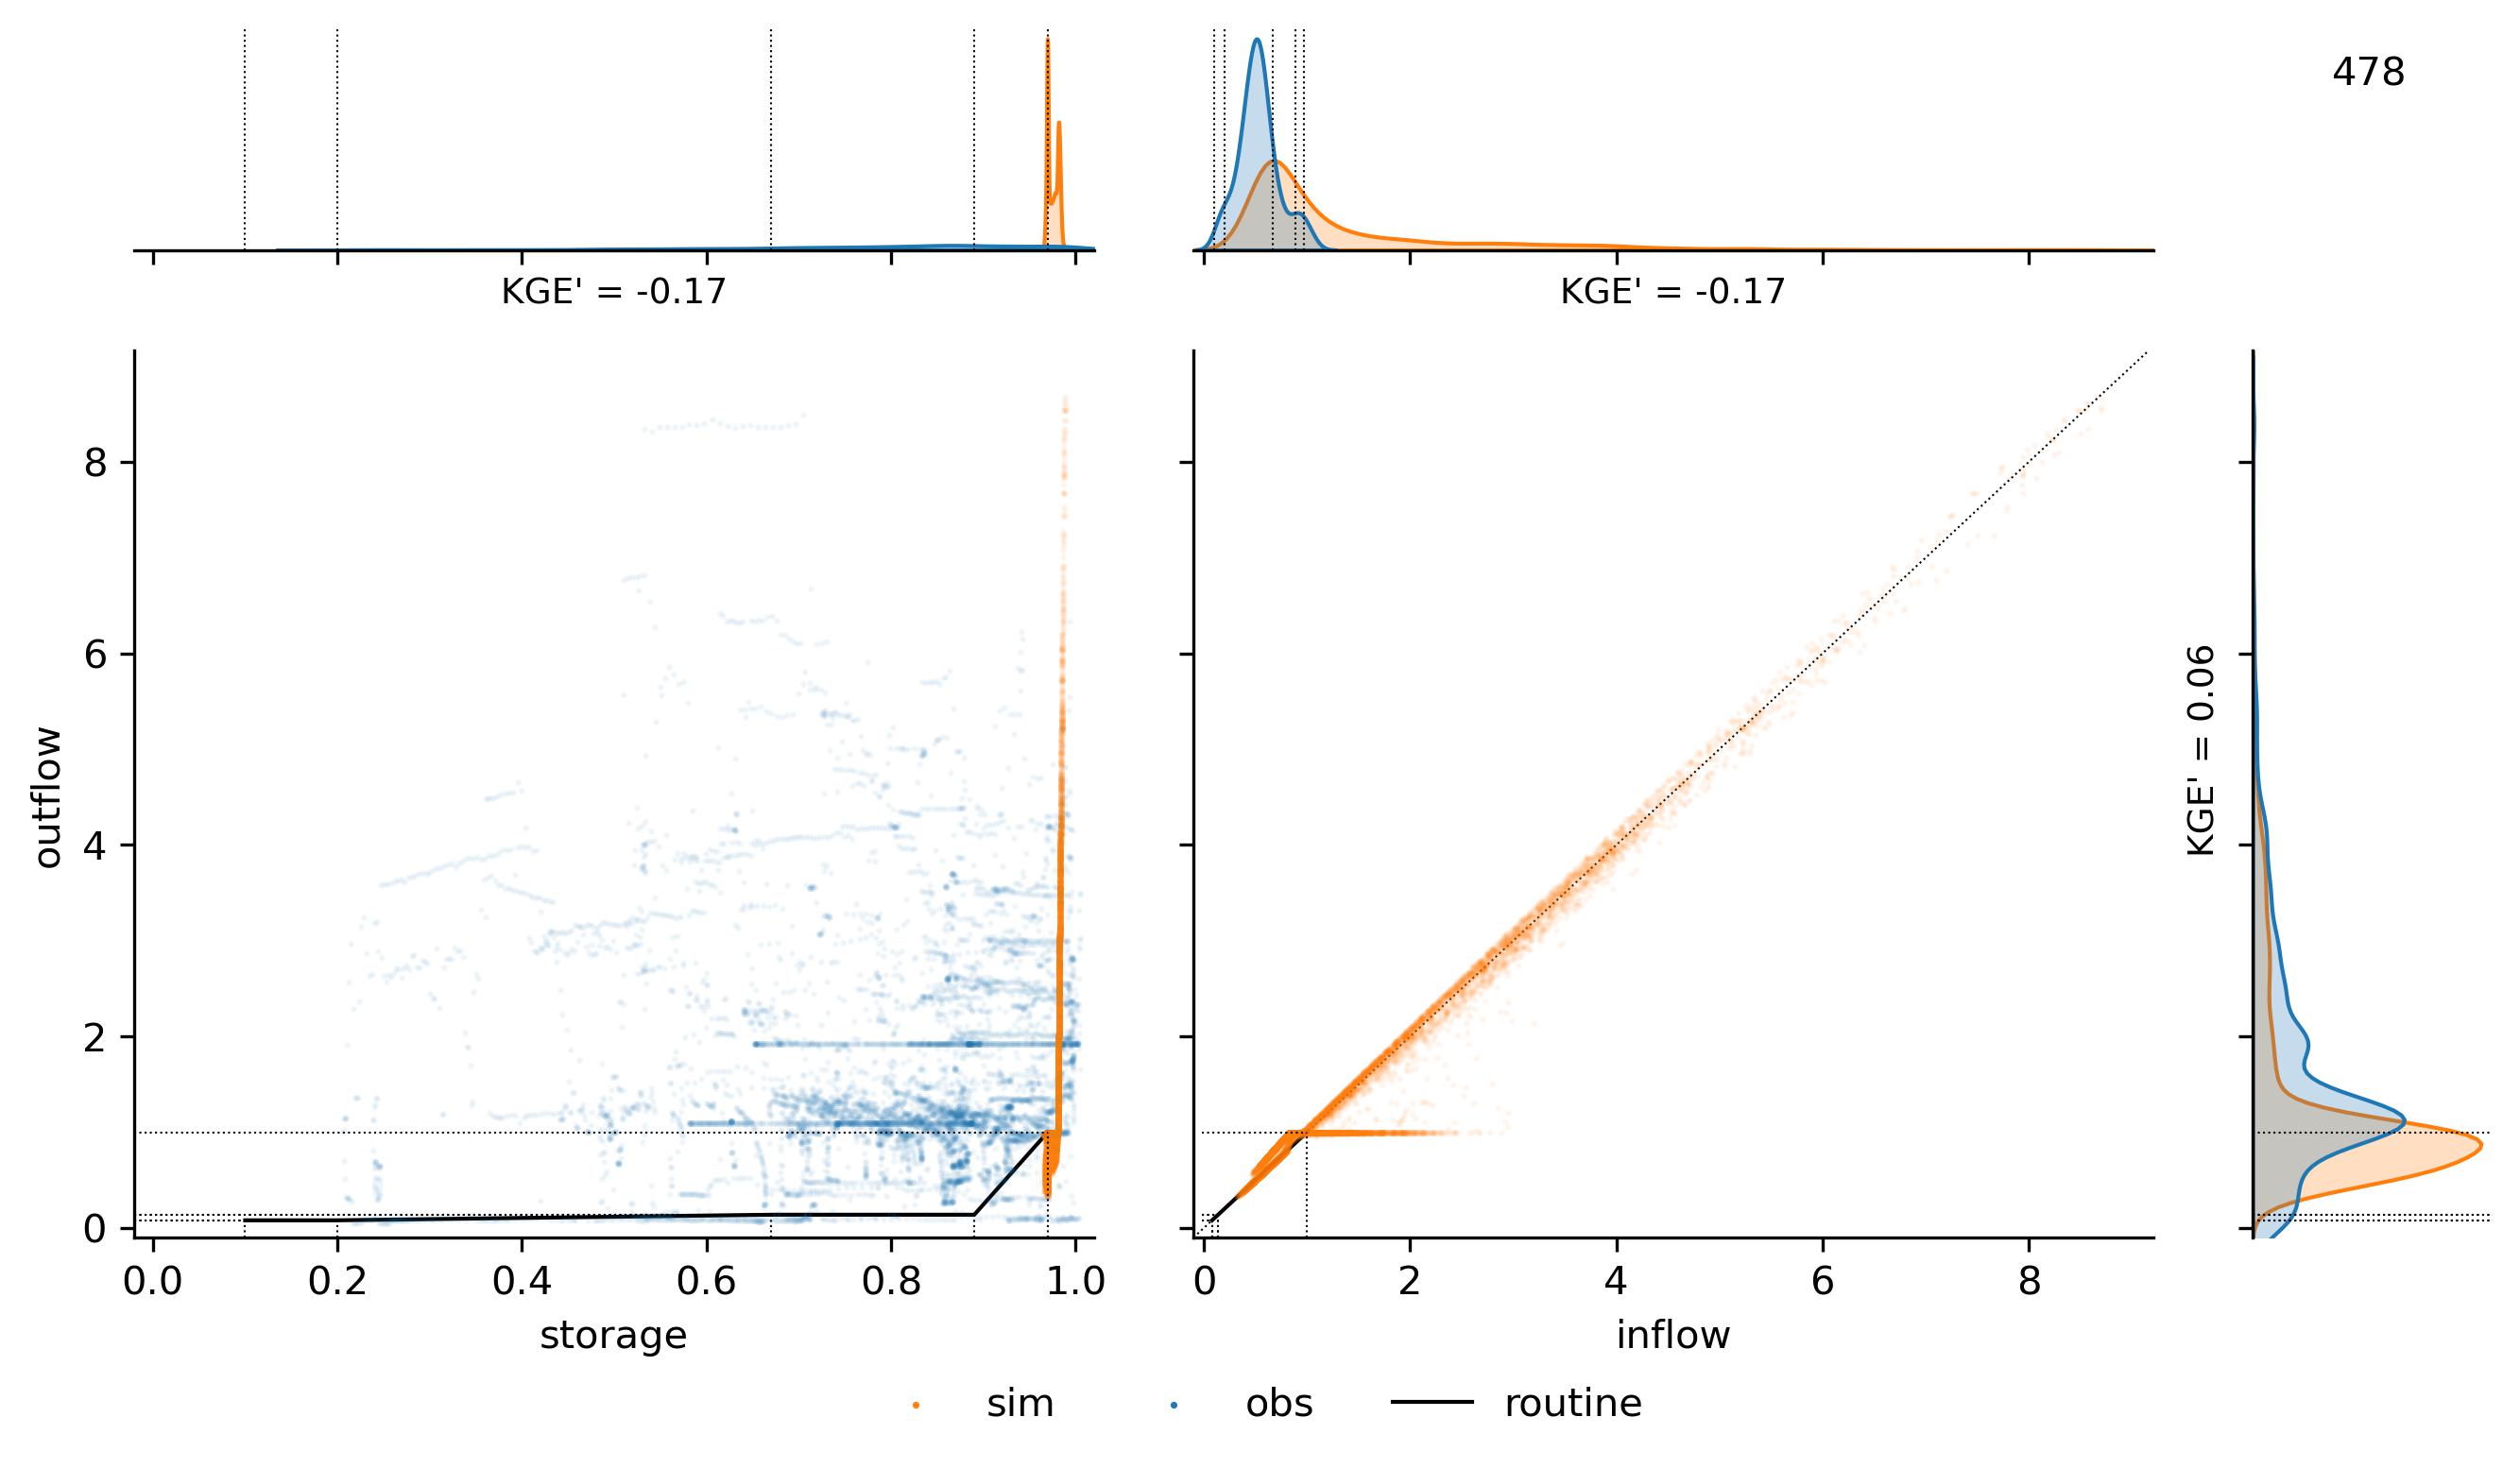 478
KGE' = -0.17
KGE' = -0.17
outflow
8
6
4
2
0
KGE' = 0.06
0.0 0.2 0.4 0.6 0.8 1.0
0 2 4 6 8
storage
inflow
sim obs routine